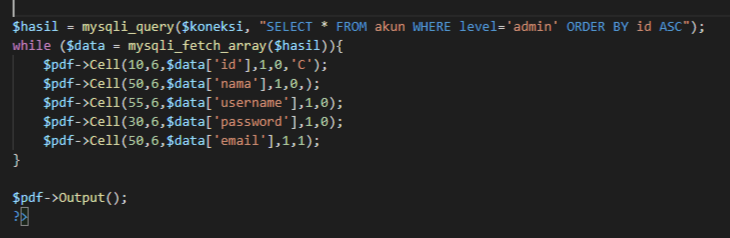 $hasil = mysqli_query($koneksi, "SELECT * FROM akun WHERE level='admin' ORDER BY id ASC");
while ($data = mysqli_fetch_array($hasil)){
    $pdf->Cell(10,6,$data['id'],1,0,'C');
    $pdf->Cell(50,6,$data['nama'],1,0,);
    $pdf->Cell(55,6,$data['username'],1,0);
    $pdf->Cell(30,6,$data['password'],1,0);
    $pdf->Cell(50,6,$data['email'],1,1);
}
$pdf->Output();
?>